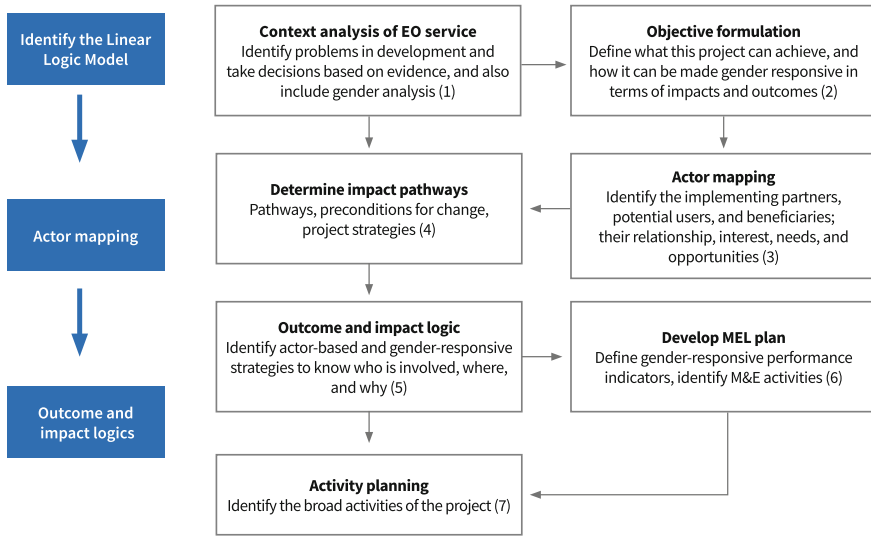 Identify the Linear
Logic Model
Actor mapping
Outcome and
impact logics
Context analysis of EO service
Identify problems in development and
take decisions based on evidence, and also
include gender analysis (1)
Objective formulation
Define what this project can achieve, and
how it can be made gender responsive in
terms of impacts and outcomes (2)
Determine impact pathways
Pathways, preconditions for change,
project strategies (4)
Actor mapping
Identify the implementing partners,
potential users, and beneficiaries;
their relationship, interest, needs, and
opportunities (3)
Outcome and impact logic
Identify actor-based and gender-responsive
strategies to know who is involved, where,
and why (5)
Develop MEL plan
Define gender-responsive performance
indicators, identify M&E activities (6)
Activity planning
Identify the broad activities of the project (7)